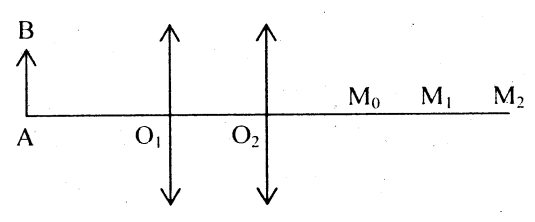 B
M₀ M₁ M₂
A O₁ O₂